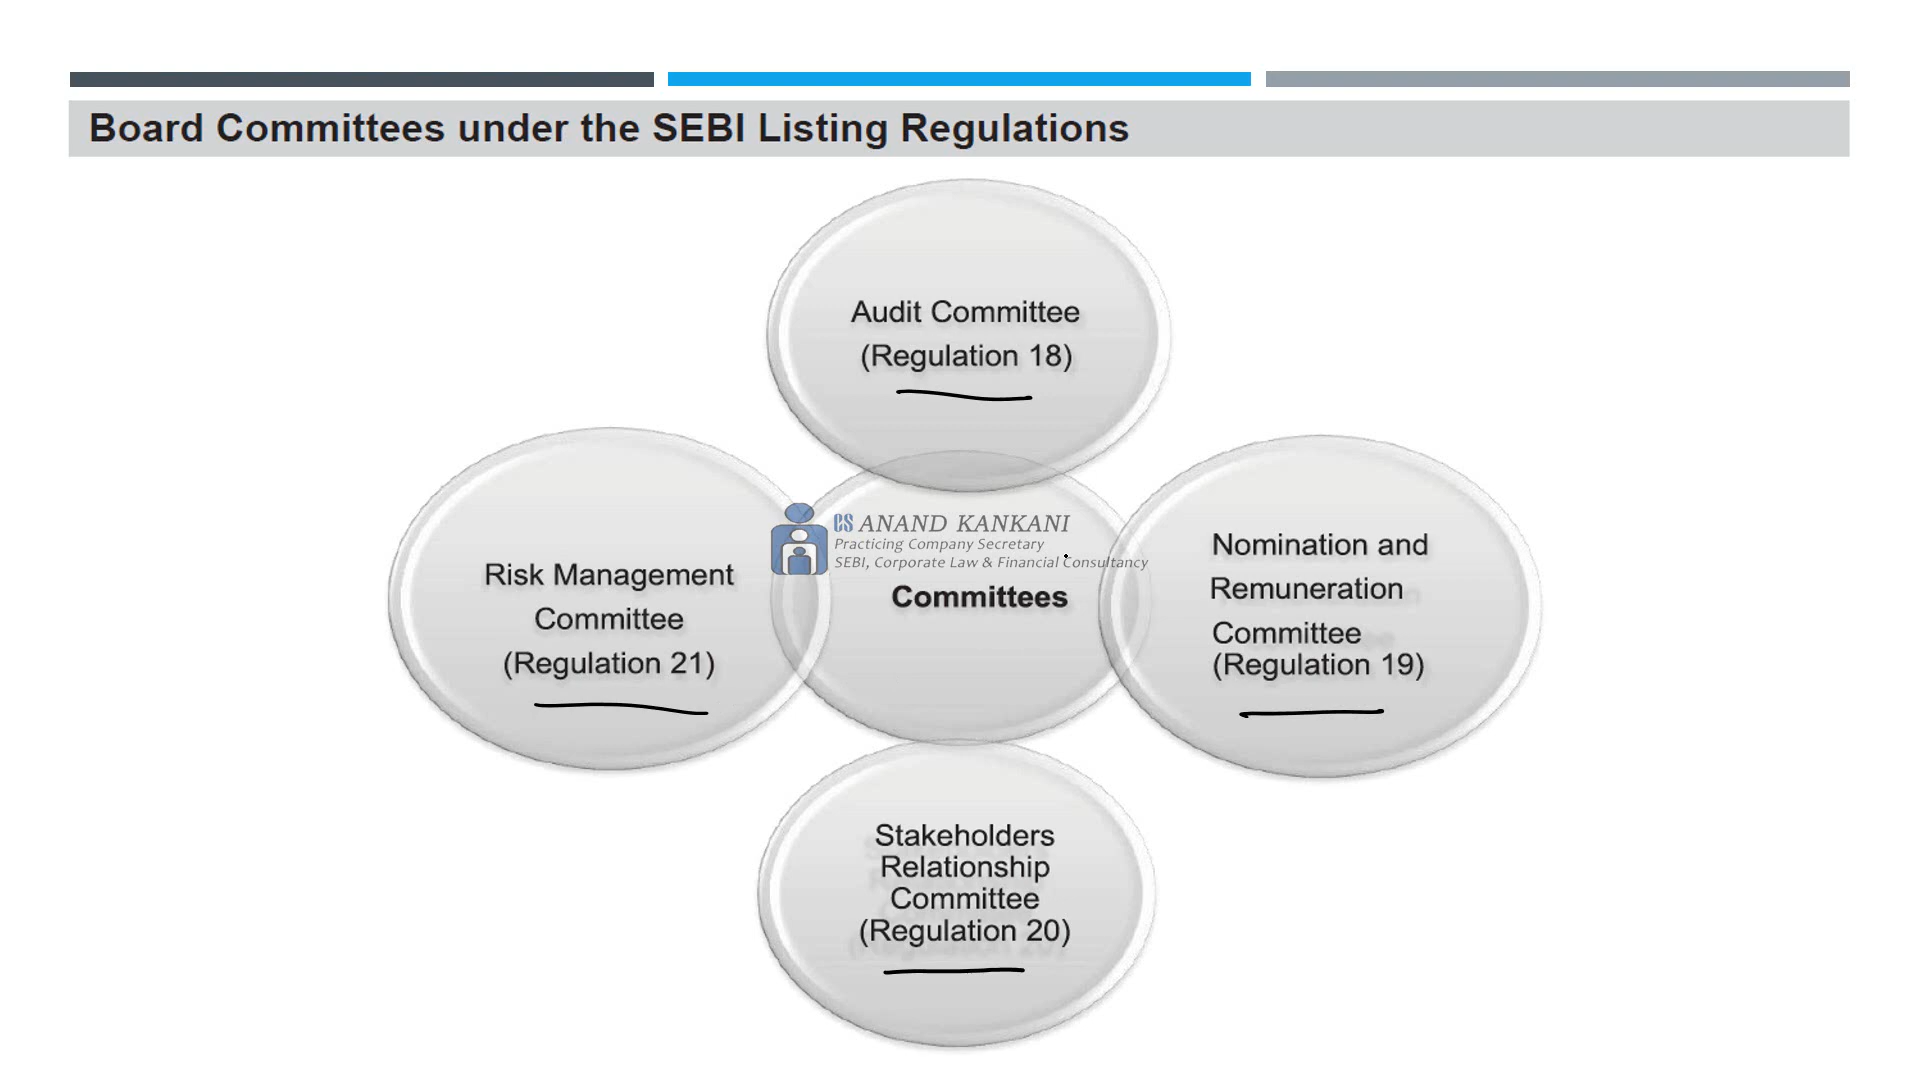 Board Committees under the SEBI Listing Regulations
Audit Committee
(Regulation 18)
Risk Management
Committee
(Regulation 21)
CS ANAND KANKANI
Practicing Company Secretary
SEBI, Corporate Law & Financial Consultancy
Committees
Nomination and
Remuneration
Committee
(Regulation 19)
Stakeholders
Relationship
Committee
(Regulation 20)